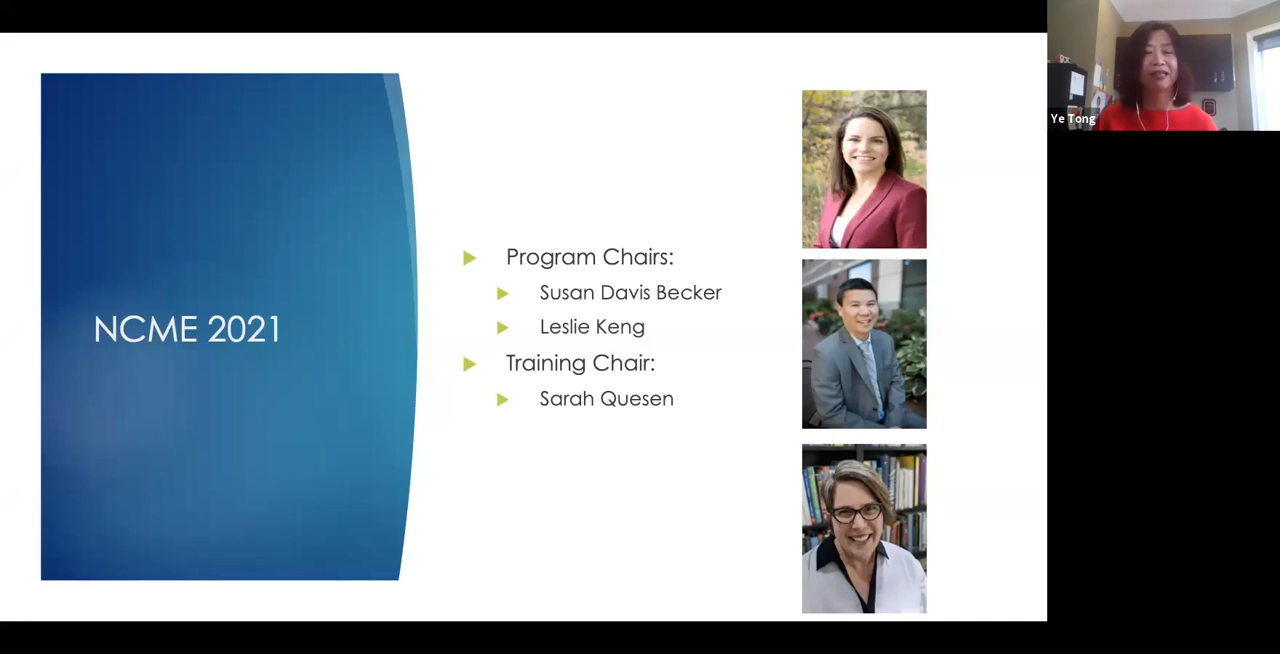 NCME 2021
Program Chairs:
Susan Davis Becker
Leslie Keng
Training Chair:
Sarah Quesen
Ye Tong